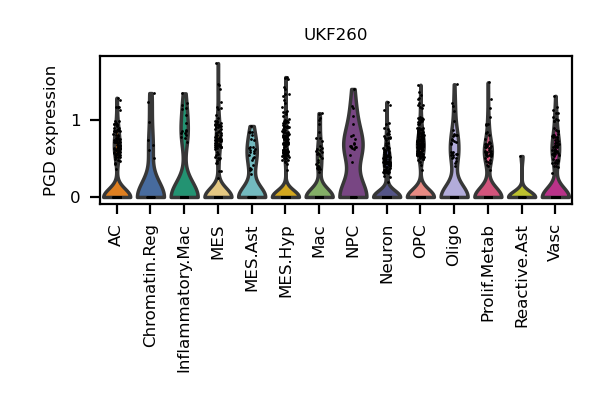 UKF260
PGD expression
1
0
AC
Chromatin.Reg
Inflammatory.Mac
MES
MES.Ast
MES.Hyp
Mac
NPC
Neuron
OPC
Oligo
Prolif.Metab
Reactive.Ast
Vasc